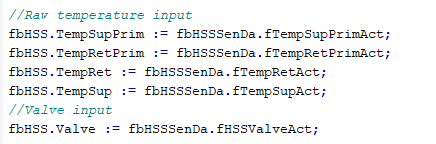 //Raw temperature input
fbHSS.TempSupPrim := fbHSSSenDa.fTempSupPrimAct;
fbHSS.TempRetPrim := fbHSSSenDa.fTempRetPrimAct;
fbHSS.TempRet := fbHSSSenDa.fTempRetAct;
fbHSS.TempSup := fbHSSSenDa.fTempSupAct;
//Valve input
fbHSS.Valve := fbHSSSenDa.fHSSValveAct;